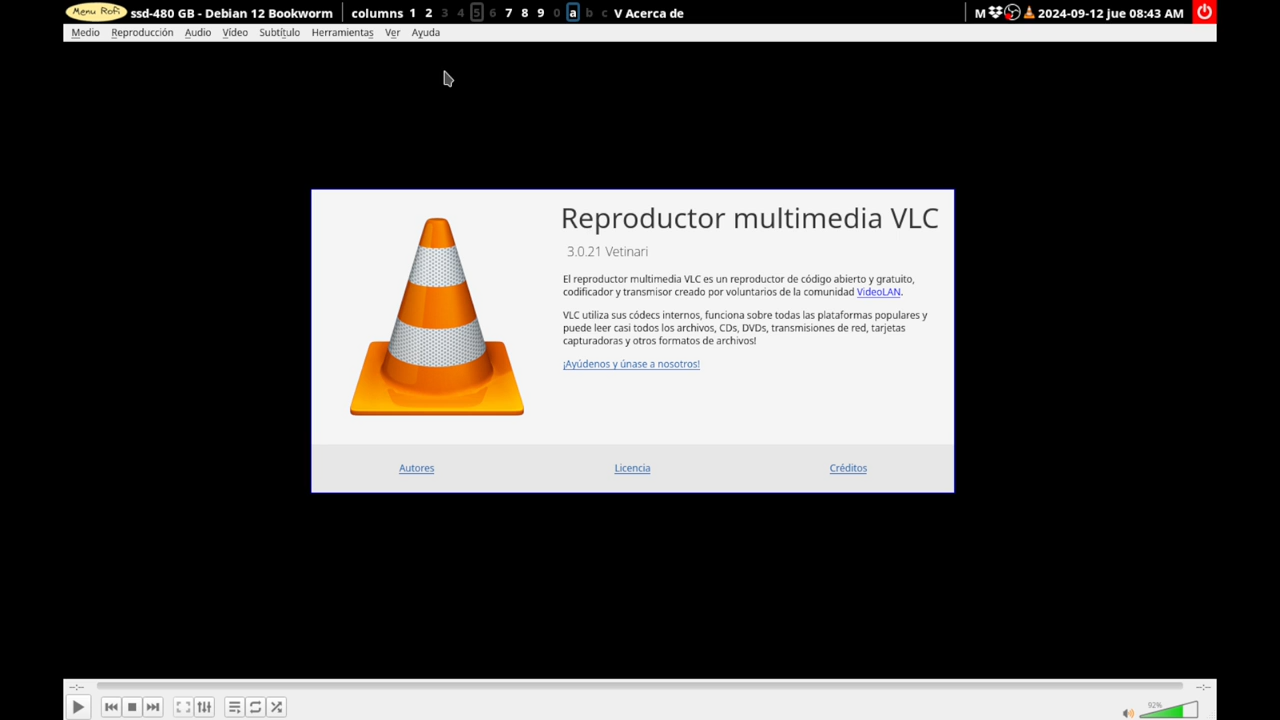 Menu Rofi ssd-480 GB - Debian 12 Bookworm columns 1 2 3 4 5 6 7 8 9 0 a b c V Acerca de M 2024-09-12 jue 08:43 AM
Medio Reproducción Audio Vídeo Subtítulo Herramientas Ver Ayuda
Reproductor multimedia VLC
3.0.21 Vetinari
El reproductor multimedia VLC es un reproductor de código abierto y gratuito,
codificador y transmisor creado por voluntarios de la comunidad VideoLAN.
VLC utiliza sus códecs internos, funciona sobre todas las plataformas populares y
puede leer casi todos los archivos, CDs, DVDs, transmisiones de red, tarjetas
capturadoras y otros formatos de archivos!
¡Ayúdenos y únase a nosotros!
Autores Licencia Créditos
--:-- --:--
92%